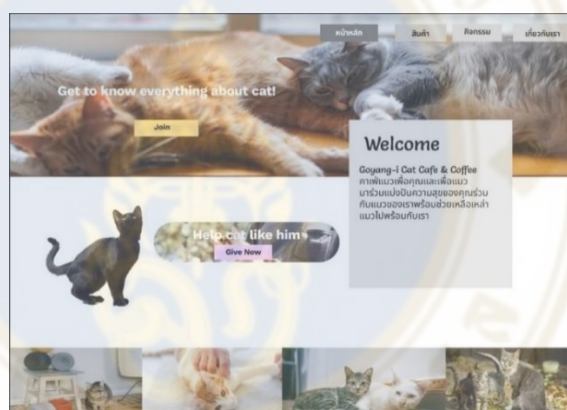 หน้าหลัก สินค้า กิจกรรม เกี่ยวกับเรา
Get to know everything about cat!
Join
Welcome
Goyang-i Cat Cafe & Coffee
คาเฟ่แมวเพื่อคุณและเพื่อแมว
มาร่วมแบ่งปันความสุขของคุณร่วม
กับแมวของเราพร้อมช่วยเหลือเหล่า
แมวไปพร้อมกับเรา
Help cat like him
Give Now